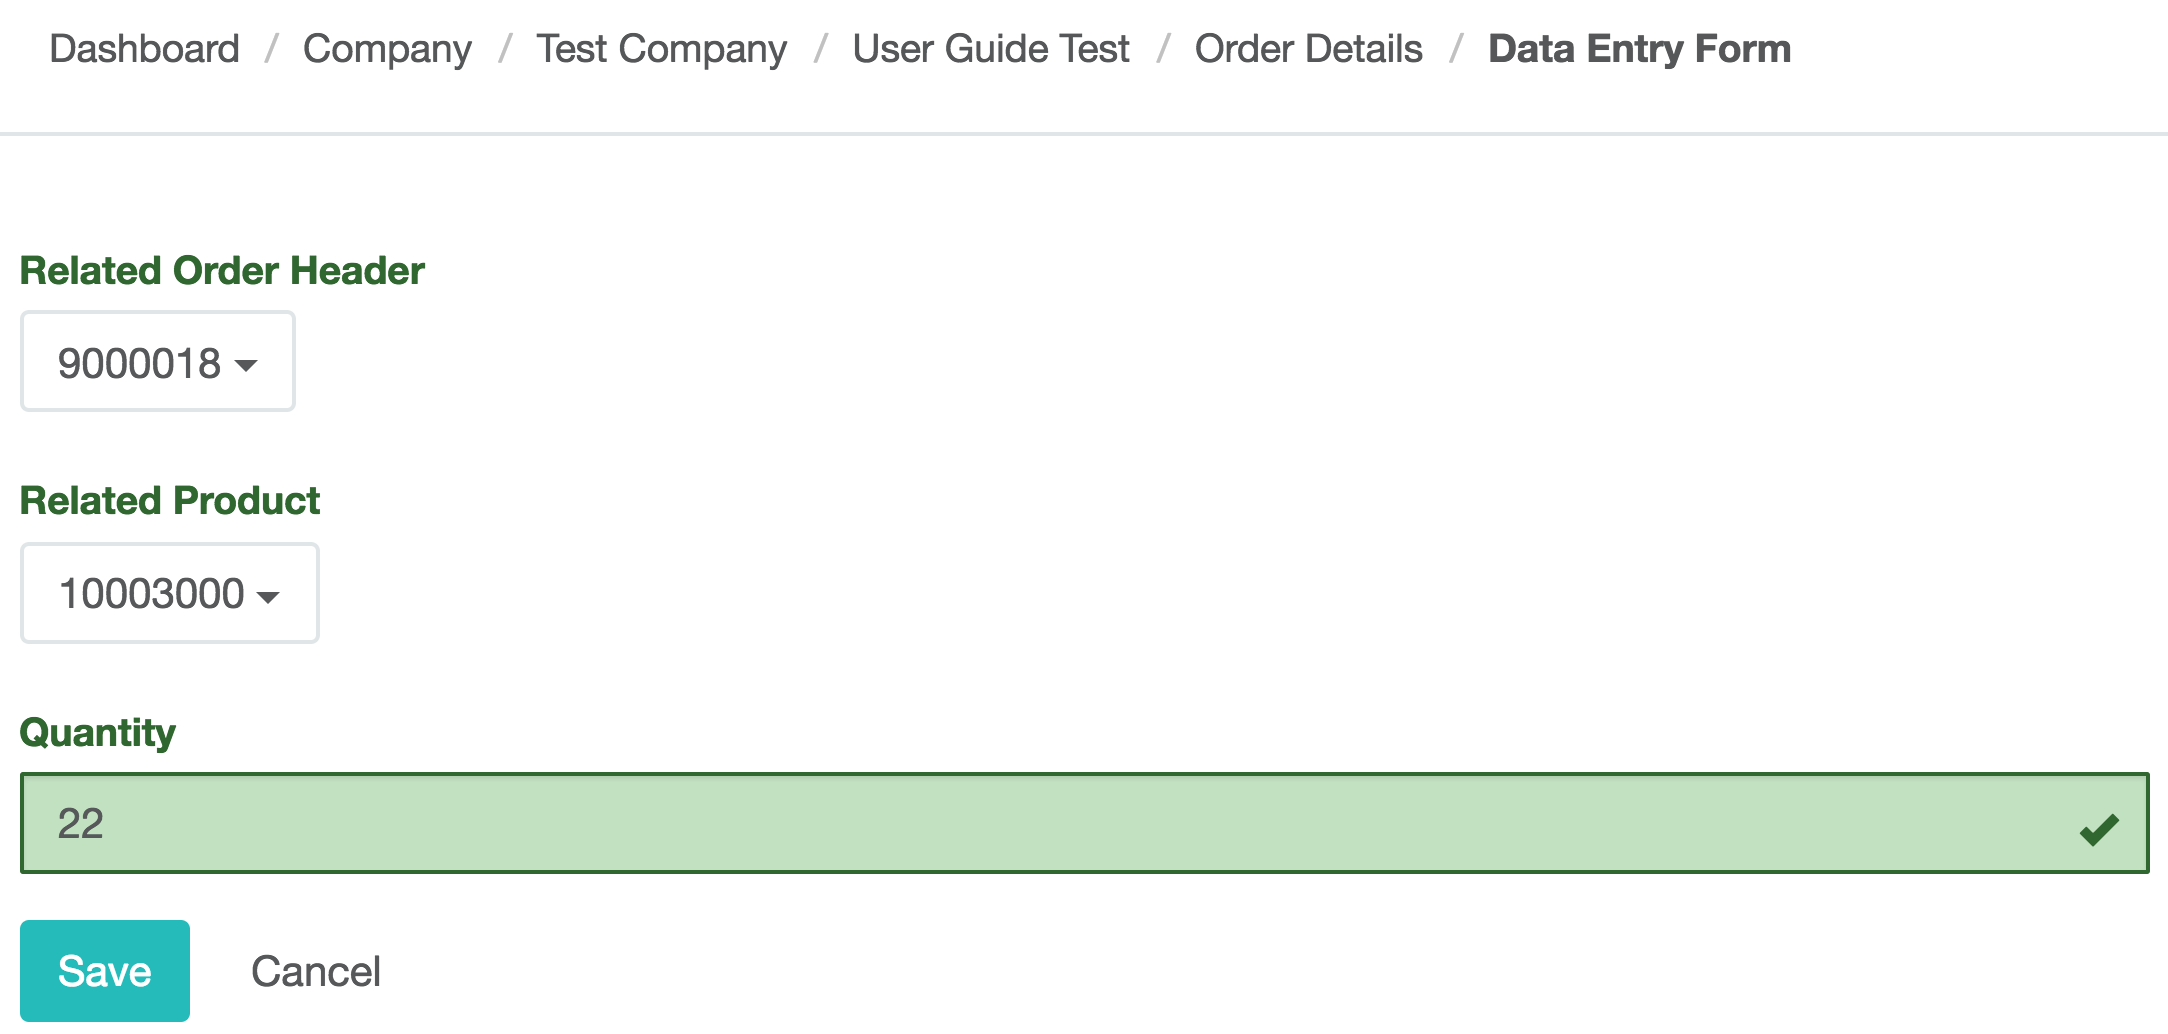 Dashboard / Company / Test Company / User Guide Test / Order Details / Data Entry Form
Related Order Header
9000018
Related Product
10003000
Quantity
22
Save Cancel